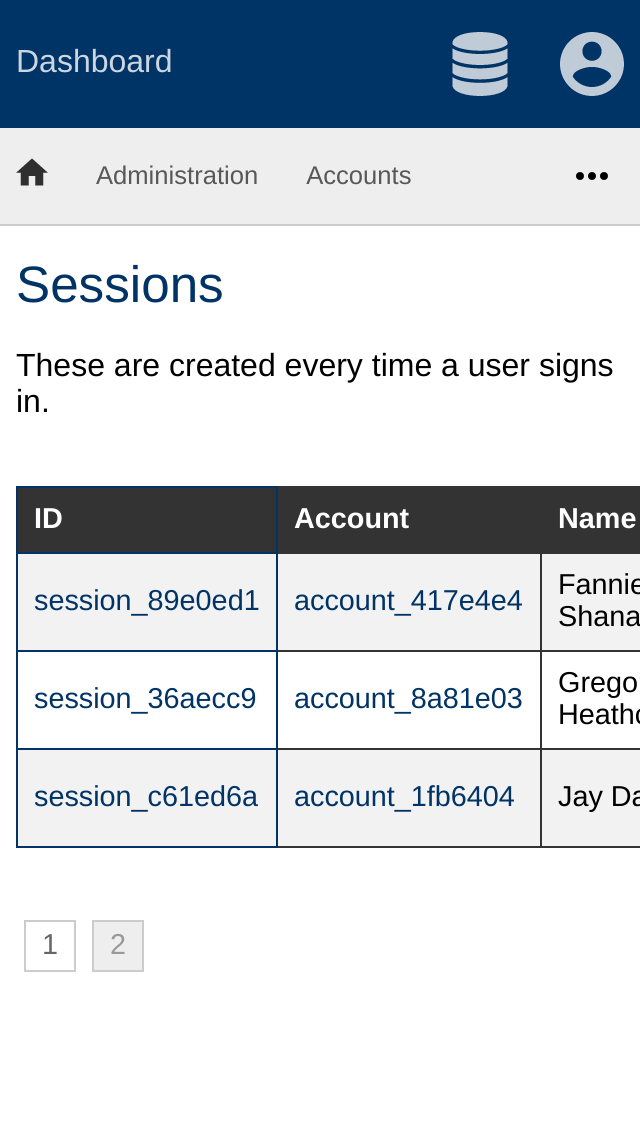 Dashboard
Administration Accounts
Sessions
These are created every time a user signs
in.
ID Account Name
session_89e0ed1 account_417e4e4 Fannie
Shana
session_36aecc9 account_8a81e03 Grego
Heath
session_c61ed6a account_1fb6404 Jay Da
1 2